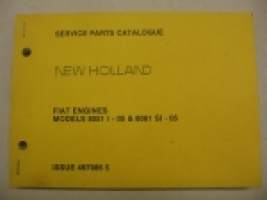 SERVICE PARTS CATALOGUE
NEW HOLLAND
FIAT ENGINES
MODELS 8061 I - 05 & 8061 SI - 05
ISSUE